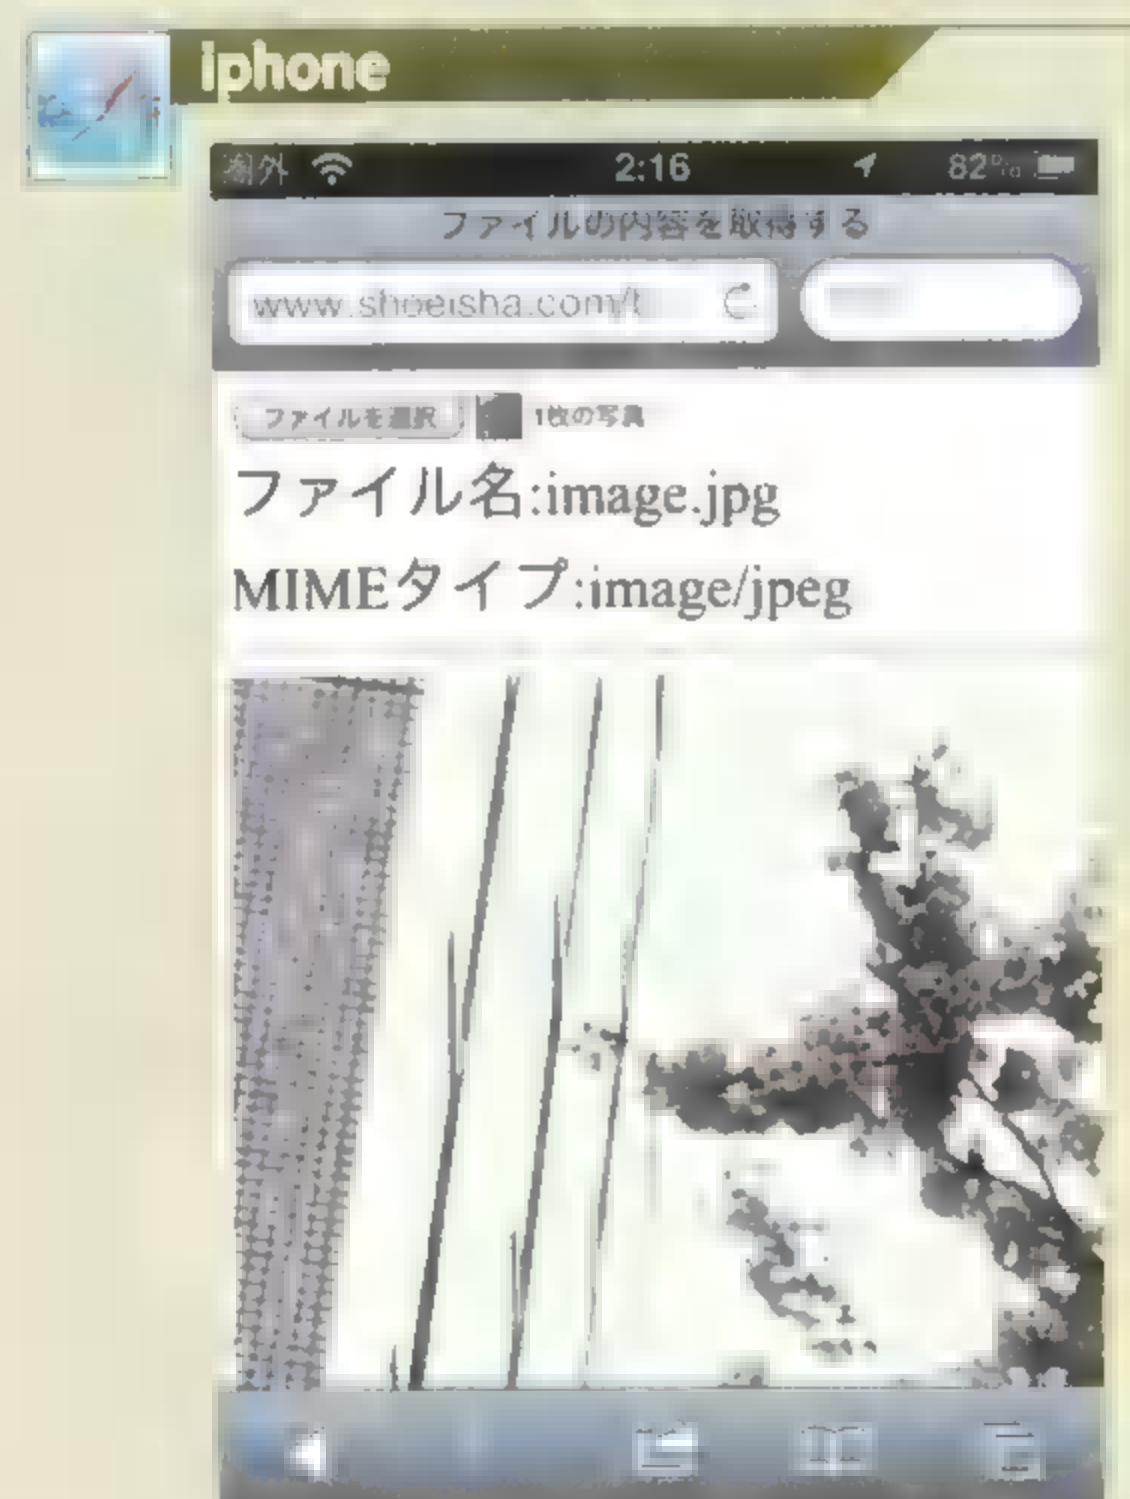 iphone
圏外 2:16 82%
ファイルの内容を取得する
www.shoeisha.com/t
ファイルを選択 1枚の写真
ファイル名:image.jpg
MIMEタイプ:image/jpeg